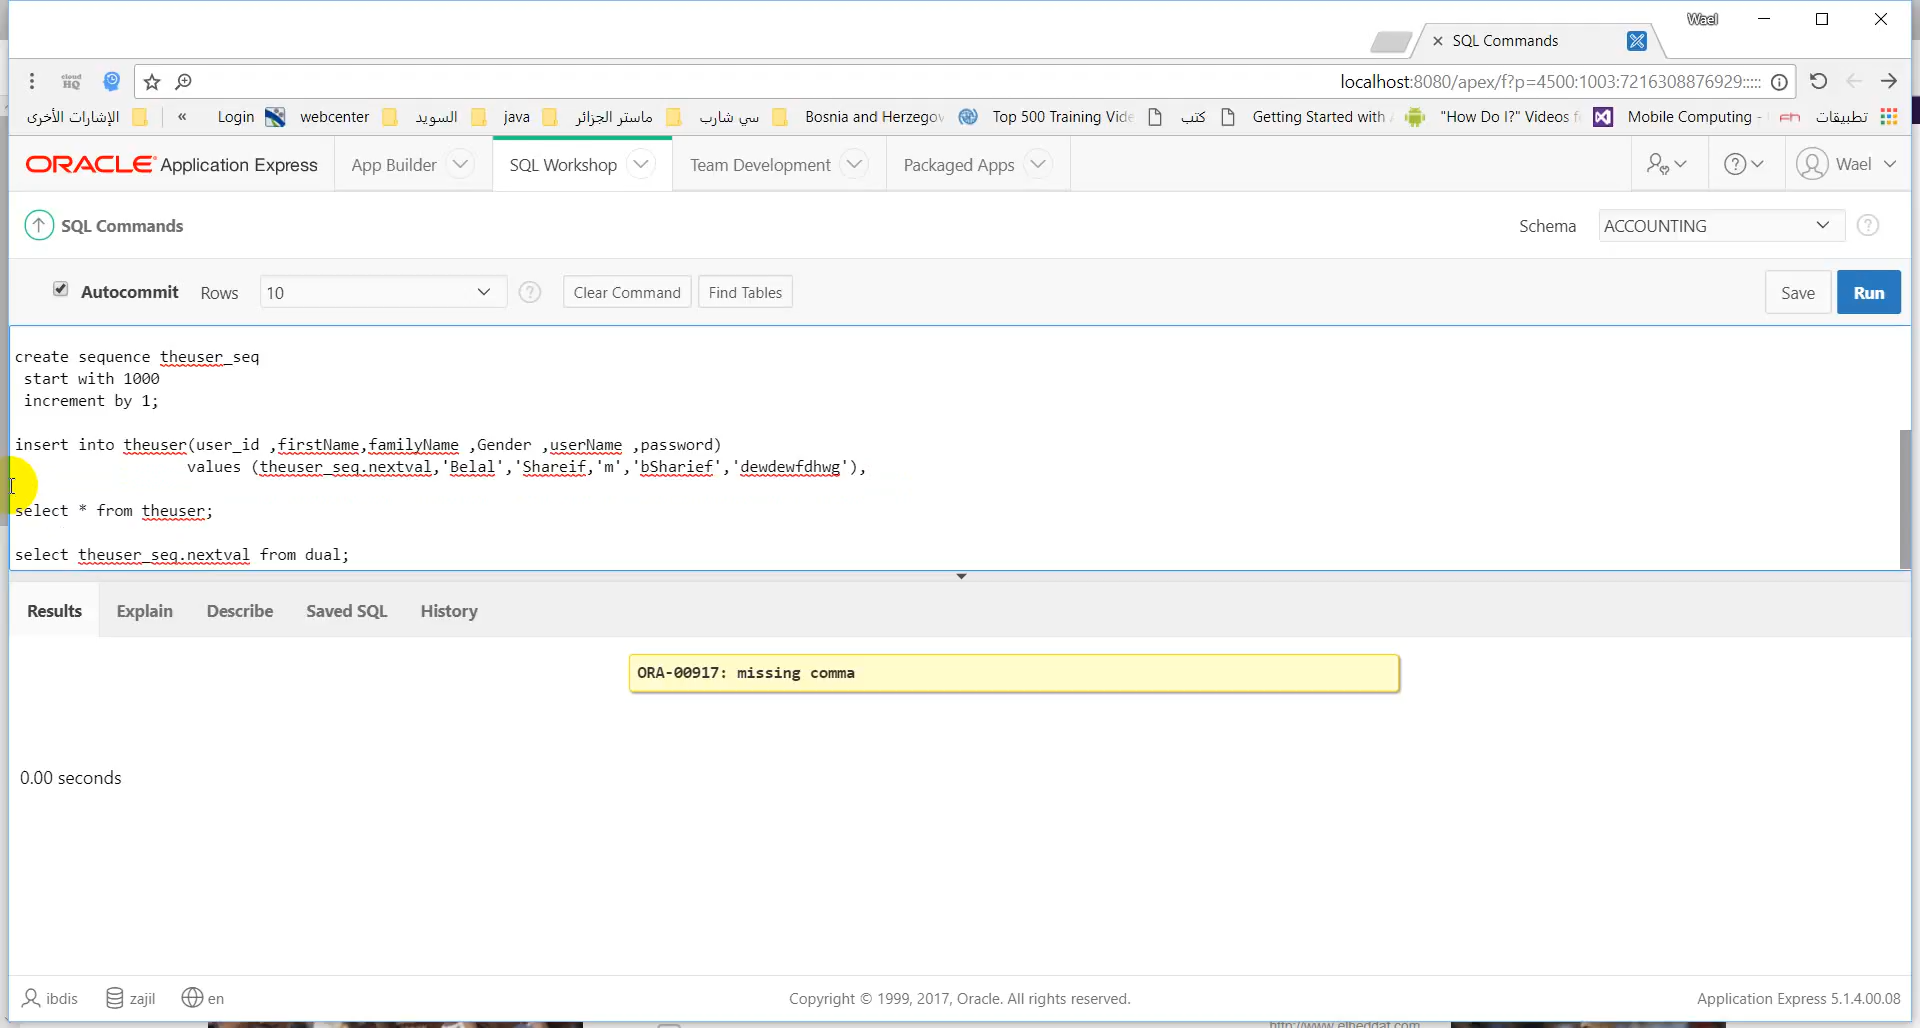 Wael
SQL Commands
cloud HQ
localhost:8080/apex/f?p=4500:1003:7216308876929:::::
الإشارات الأخرى « Login webcenter السويد java ماستر الجزائر سي شارب Bosnia and Herzegov Top 500 Training Vide كتب Getting Started with "How Do I?" Videos f Mobile Computing - تطبيقات
ORACLE Application Express App Builder SQL Workshop Team Development Packaged Apps Wael
SQL Commands Schema ACCOUNTING
Autocommit Rows 10 Clear Command Find Tables Save Run
create sequence theuser_seq
start with 1000
increment by 1;
insert into theuser(user_id ,firstName,familyName ,Gender ,userName ,password)
values (theuser_seq.nextval,'Belal','Shareif,'m','bSharief','dewdewfdhwg'),
select * from theuser;
select theuser_seq.nextval from dual;
Results Explain Describe Saved SQL History
ORA-00917: missing comma
0.00 seconds
ibdis zajil en Copyright © 1999, 2017, Oracle. All rights reserved. Application Express 5.1.4.00.08